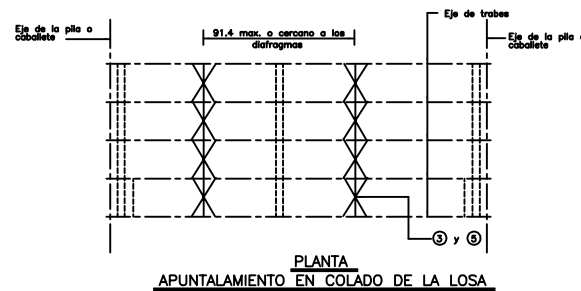 Eje de la pila o
caballete
91.4 max. o cercano a los
diafragmas
Eje de trabes
Eje de la pila o
caballete
3 y 5
PLANTA
APUNTALAMIENTO EN COLADO DE LA LOSA